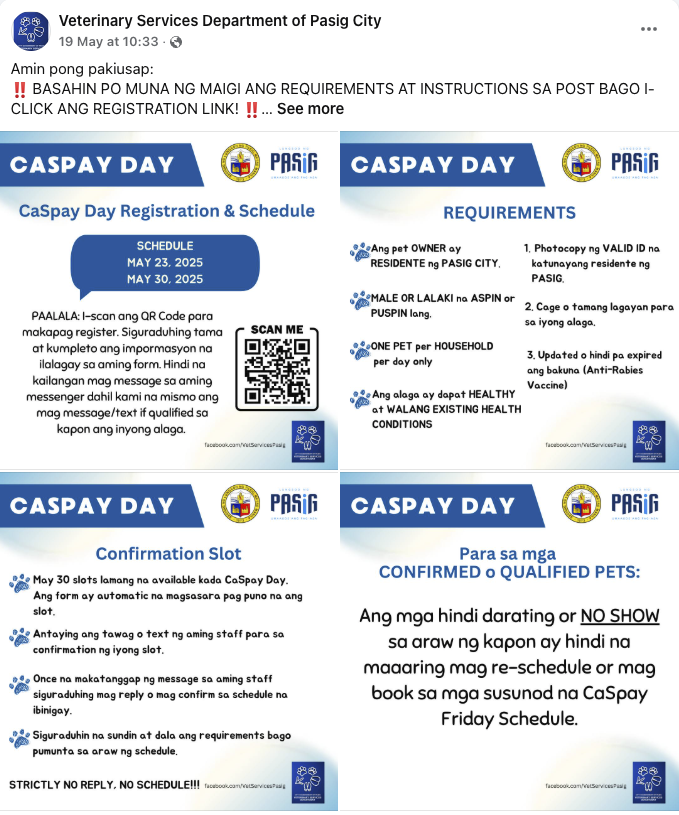 Veterinary Services Department of Pasig City
19 May at 10:33 ·
Amin pong pakiusap:
‼️ BASAHIN PO MUNA NG MAIGI ANG REQUIREMENTS AT INSTRUCTIONS SA POST BAGO I-
CLICK ANG REGISTRATION LINK! ‼️... See more
CASPAY DAY
PASIG
CaSpay Day Registration & Schedule
SCHEDULE
MAY 23, 2025
MAY 30, 2025
PAALALA: I-scan ang QR Code para
makapag register. Siguraduhing tama
at kumpleto ang impormasyon na
ilalagay sa aming form. Hindi na
kailangan mag message sa aming
messenger dahil kami na mismo ang
mag message/text if qualified sa
kapon ang inyong alaga.
SCAN ME
facebook.com/VetServicesPasig
CASPAY DAY
PASIG
REQUIREMENTS
Ang pet OWNER ay
RESIDENTE ng PASIG CITY.
MALE OR LALAKI na ASPIN or
PUSPIN lang.
ONE PET per HOUSEHOLD
per day only
Ang alaga ay dapat HEALTHY
at WALANG EXISTING HEALTH
CONDITIONS
1. Photocopy ng VALID ID na
katunayang residente ng
PASIG.
2. Cage o tamang lagayan para
sa iyong alaga.
3. Updated o hindi pa expired
ang bakuna (Anti-Rabies
Vaccine)
facebook.com/VetServicesPasig
CASPAY DAY
PASIG
Confirmation Slot
May 30 slots lamang na available kada CaSpay Day.
Ang form ay automatic na magsasara pag puno na ang
slot.
Antaying ang tawag o text ng aming staff para sa
confirmation ng iyong slot.
Once na makatanggap ng message sa aming staff
siguraduhing mag reply o mag confirm sa schedule na
ibinigay.
Siguraduhin na sundin at dala ang requirements bago
pumunta sa araw ng schedule.
STRICTLY NO REPLY, NO SCHEDULE!!!
facebook.com/VetServicesPasig
CASPAY DAY
PASIG
Para sa mga
CONFIRMED o QUALIFIED PETS:
Ang mga hindi darating or NO SHOW
sa araw ng kapon ay hindi na
maaaring mag re-schedule or mag
book sa mga susunod na CaSpay
Friday Schedule.
facebook.com/VetServicesPasig